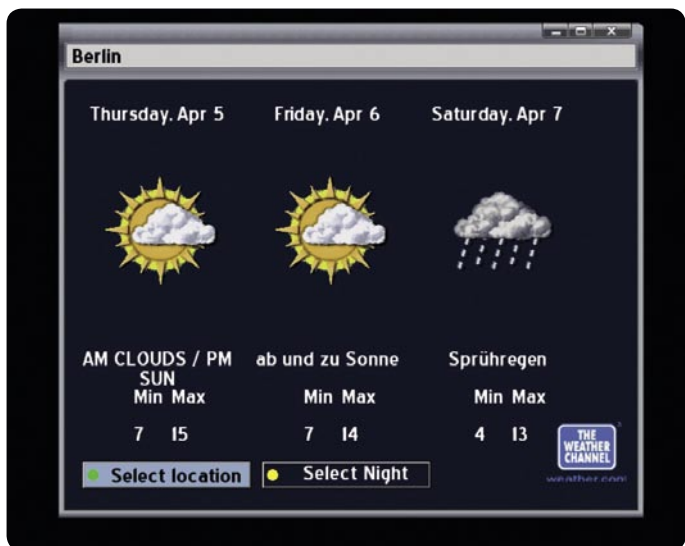 Berlin
Thursday. Apr 5 Friday. Apr 6 Saturday. Apr 7
AM CLOUDS / PM SUN
ab und zu Sonne
Sprühregen
Min Max Min Max Min Max
7 15 7 14 4 13
Select location Select Night
THE
WEATHER
CHANNEL
weather.com